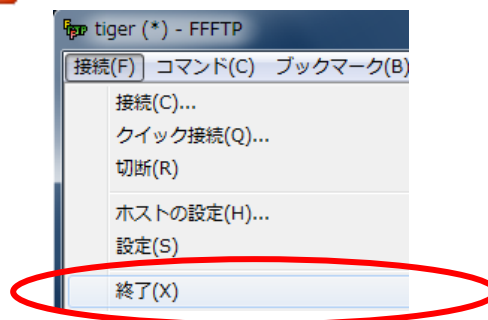 tiger (*) - FFFTP
接続(F) コマンド(C) ブックマーク(B)
接続(C)...
クイック接続(Q)...
切断(R)
ホストの設定(H)...
設定(S)
終了(X)